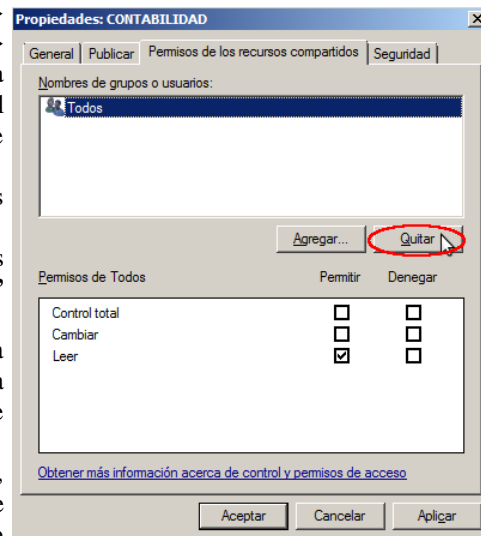 Propiedades: CONTABILIDAD
General Publicar Permisos de los recursos compartidos Seguridad
Nombres de grupos o usuarios:
Todos
Agregar... Quitar
Permisos de Todos Permitir Denegar
Control total
Cambiar
Leer
Obtener más información acerca de control y permisos de acceso
Aceptar Cancelar Aplicar